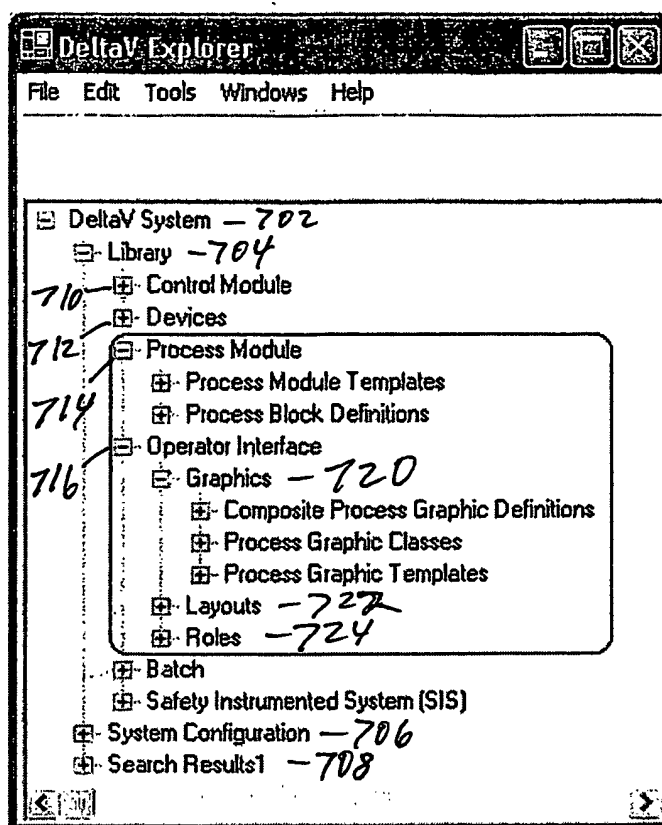 DeltaV Explorer
File Edit Tools Windows Help
DeltaV System — 702
Library — 704
710 Control Module
712 Devices
714 Process Module
Process Module Templates
Process Block Definitions
716 Operator Interface
Graphics — 720
Composite Process Graphic Definitions
Process Graphic Classes
Process Graphic Templates
Layouts — 722
Roles — 724
Batch
Safety Instrumented System (SIS)
System Configuration — 706
Search Results1 — 708